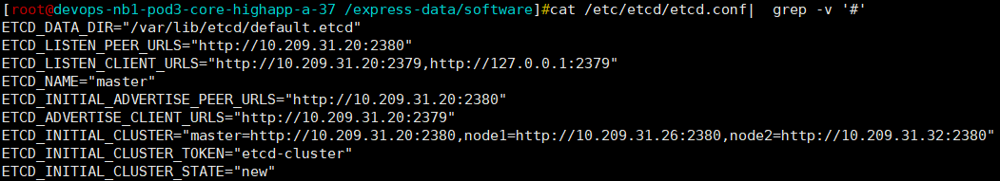 [root@devops-nb1-pod3-core-highapp-a-37 /express-data/software]#cat /etc/etcd/etcd.conf|  grep -v '#'
ETCD_DATA_DIR="/var/lib/etcd/default.etcd"
ETCD_LISTEN_PEER_URLS="http://10.209.31.20:2380"
ETCD_LISTEN_CLIENT_URLS="http://10.209.31.20:2379,http://127.0.0.1:2379"
ETCD_NAME="master"
ETCD_INITIAL_ADVERTISE_PEER_URLS="http://10.209.31.20:2380"
ETCD_ADVERTISE_CLIENT_URLS="http://10.209.31.20:2379"
ETCD_INITIAL_CLUSTER="master=http://10.209.31.20:2380,node1=http://10.209.31.26:2380,node2=http://10.209.31.32:2380"
ETCD_INITIAL_CLUSTER_TOKEN="etcd-cluster"
ETCD_INITIAL_CLUSTER_STATE="new"